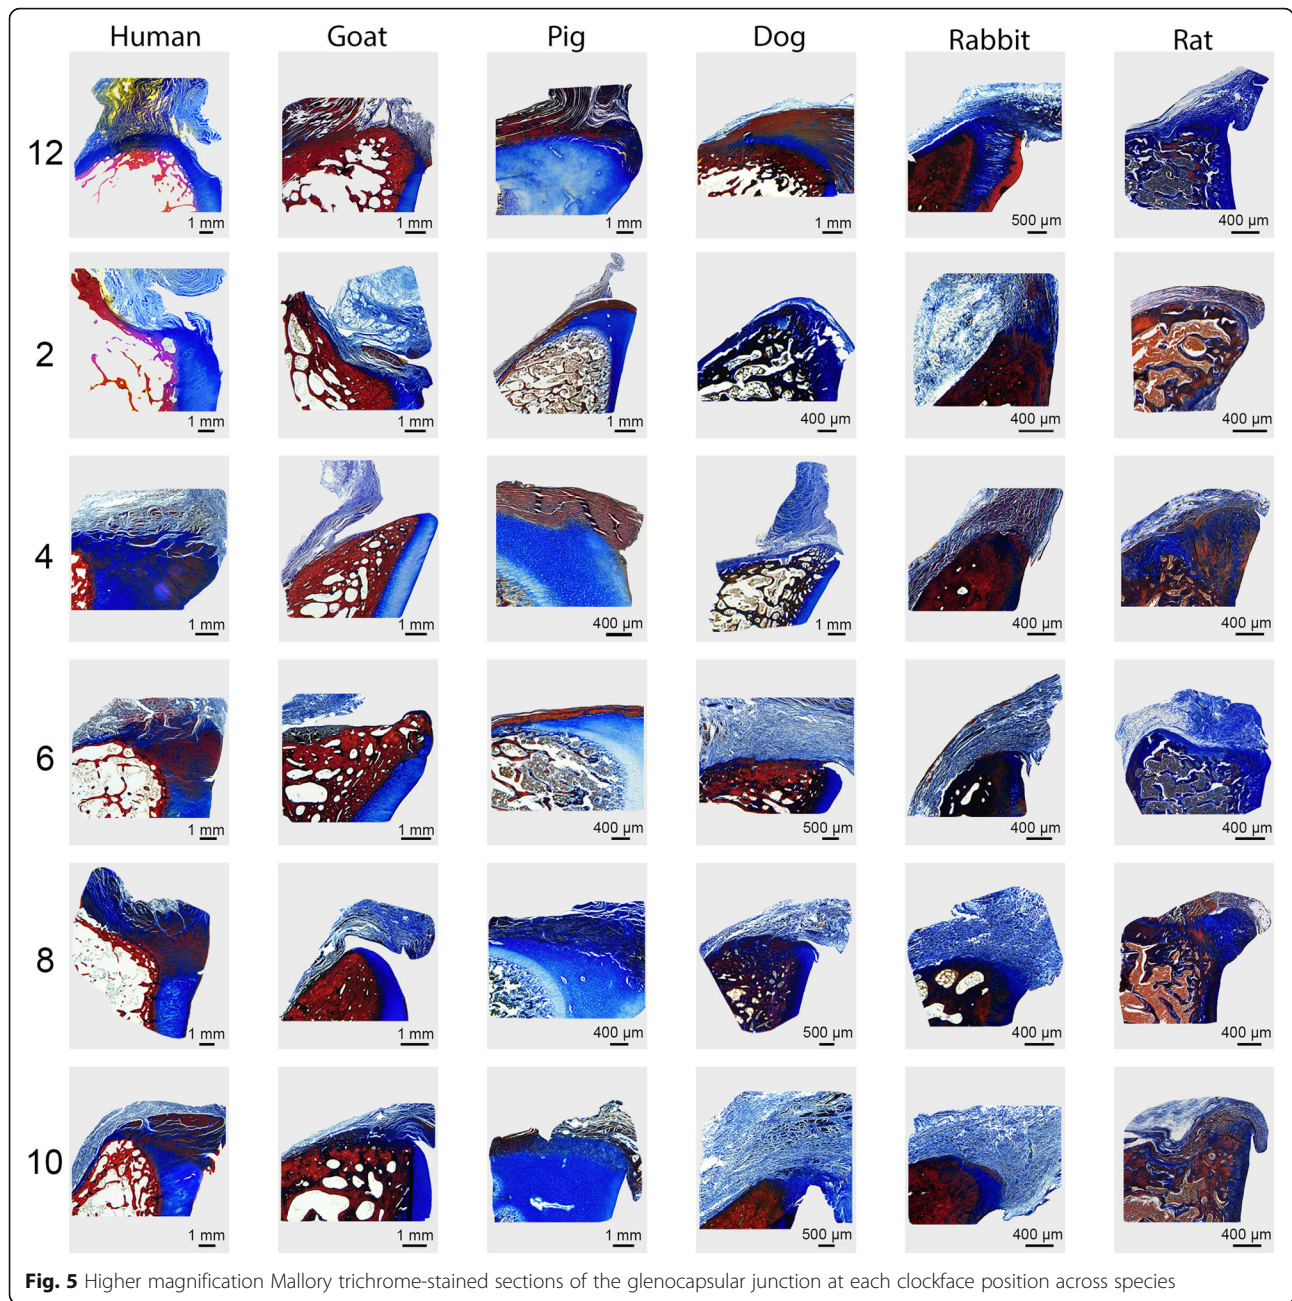 Human Goat Pig Dog Rabbit Rat
12
1 mm 1 mm 1 mm 1 mm 500 µm 400 µm
2
1 mm 1 mm 1 mm 400 µm 400 µm 400 µm
4
1 mm 1 mm 400 µm 1 mm 400 µm 400 µm
6
1 mm 1 mm 400 µm 500 µm 400 µm 400 µm
8
1 mm 1 mm 400 µm 500 µm 400 µm 400 µm
10
1 mm 1 mm 1 mm 500 µm 400 µm 400 µm
Fig. 5 Higher magnification Mallory trichrome-stained sections of the glenocapsular junction at each clockface position across species